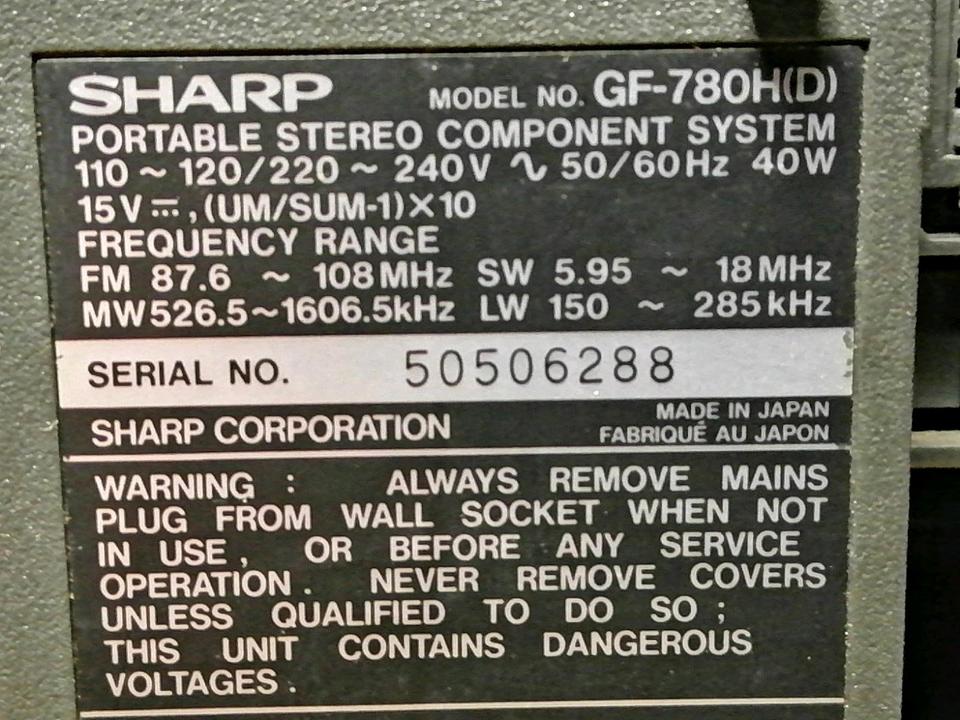 SHARP MODEL NO. GF-780H(D)
PORTABLE STEREO COMPONENT SYSTEM
110 ~ 120/220 ~ 240V ∿ 50/60Hz 40W
15V ⎓, (UM/SUM-1)×10
FREQUENCY RANGE
FM 87.6 ~ 108MHz SW 5.95 ~ 18MHz
MW 526.5~1606.5kHz LW 150 ~ 285kHz
SERIAL NO. 50506288
SHARP CORPORATION
MADE IN JAPAN
FABRIQUÉ AU JAPON
WARNING : ALWAYS REMOVE MAINS
PLUG FROM WALL SOCKET WHEN NOT
IN USE, OR BEFORE ANY SERVICE
OPERATION. NEVER REMOVE COVERS
UNLESS QUALIFIED TO DO SO ;
THIS UNIT CONTAINS DANGEROUS
VOLTAGES.